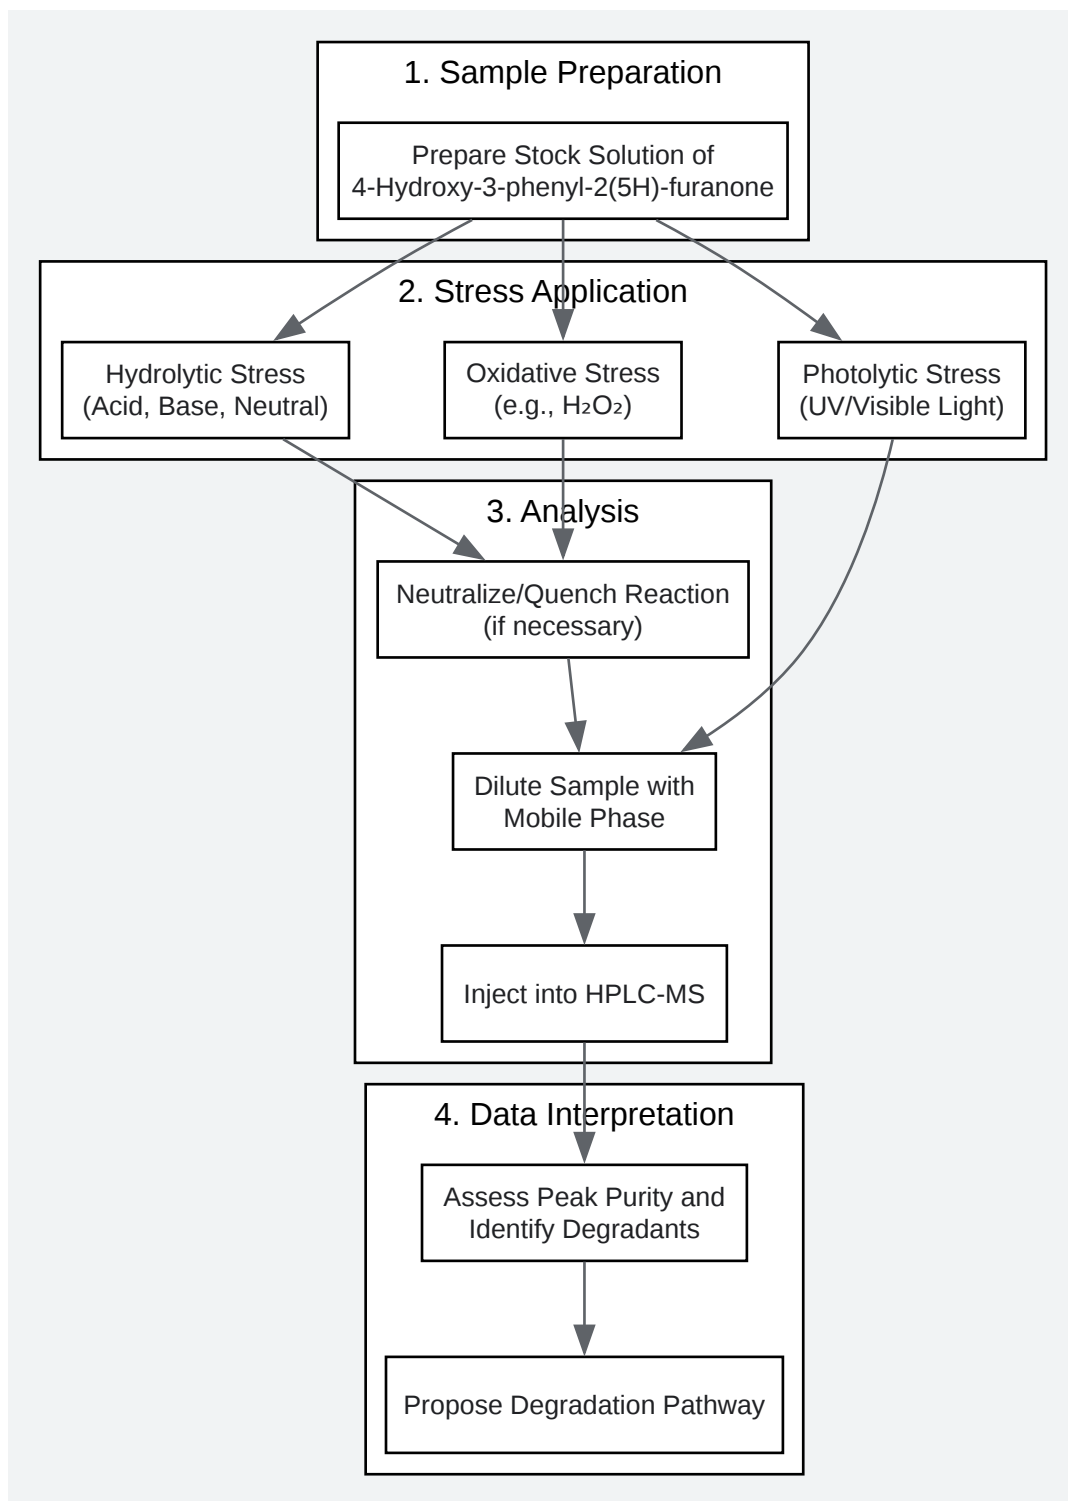 1. Sample Preparation
Prepare Stock Solution of
4-Hydroxy-3-phenyl-2(5H)-furanone
2. Stress Application
Hydrolytic Stress
(Acid, Base, Neutral)
Oxidative Stress
(e.g., H₂O₂)
Photolytic Stress
(UV/Visible Light)
3. Analysis
Neutralize/Quench Reaction
(if necessary)
Dilute Sample with
Mobile Phase
Inject into HPLC-MS
4. Data Interpretation
Assess Peak Purity and
Identify Degradants
Propose Degradation Pathway